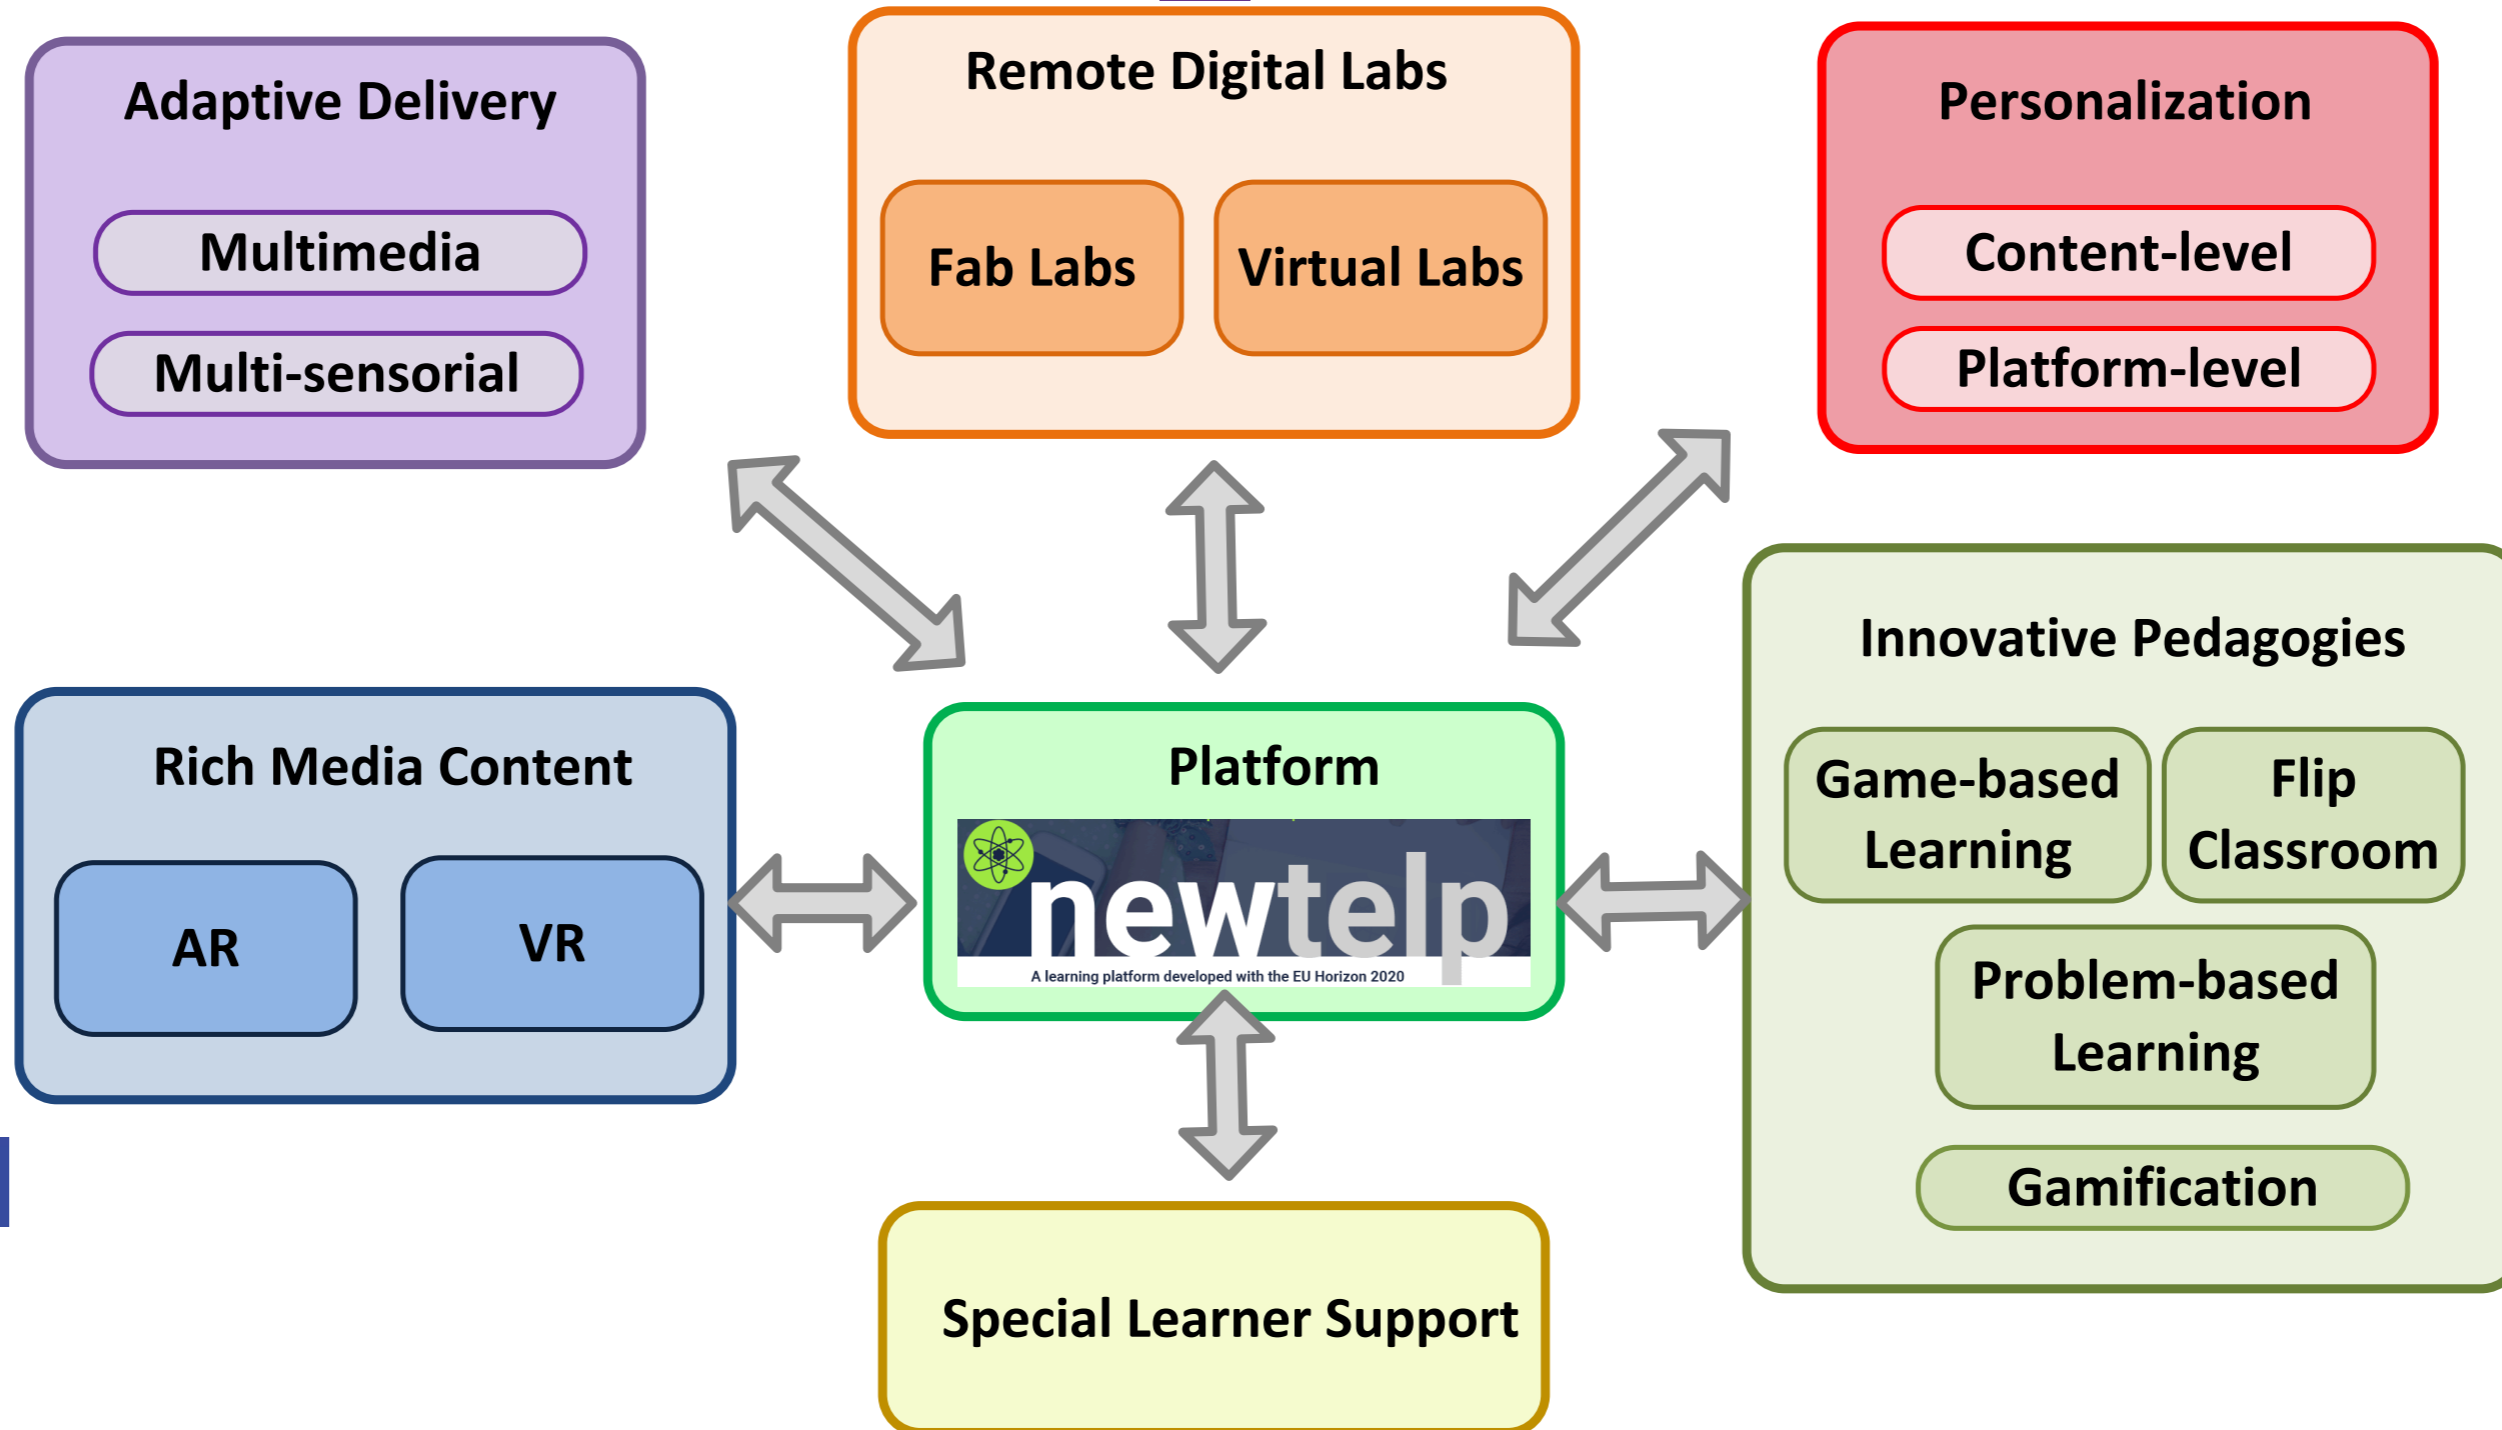 Adaptive Delivery
Multimedia
Multi-sensorial
Remote Digital Labs
Fab Labs
Virtual Labs
Personalization
Content-level
Platform-level
Rich Media Content
AR
VR
Platform
newtelp
A learning platform developed with the EU Horizon 2020
Innovative Pedagogies
Game-based
Learning
Flip
Classroom
Problem-based
Learning
Gamification
Special Learner Support